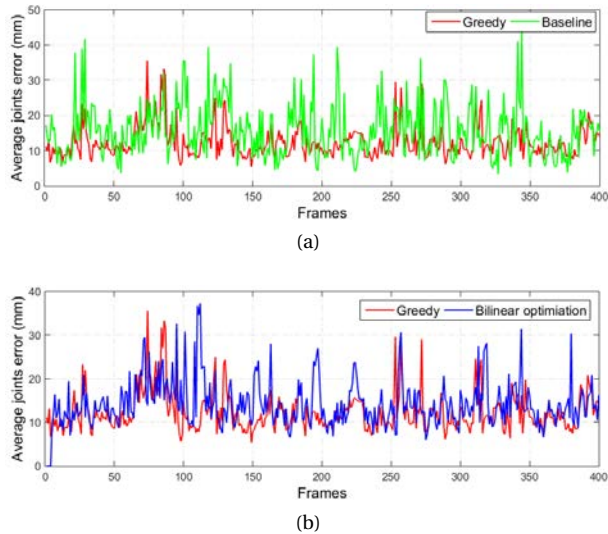 Greedy Baseline
50
40
30
20
10
0
Average joints error (mm)
0 50 100 150 200 250 300 350 400
Frames
(a)
Greedy Bilinear optimiation
40
30
20
10
0
Average joints error (mm)
0 50 100 150 200 250 300 350 400
Frames
(b)